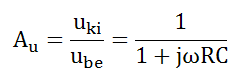 A_u = u_ki / u_be = 1 / (1 + jωRC)